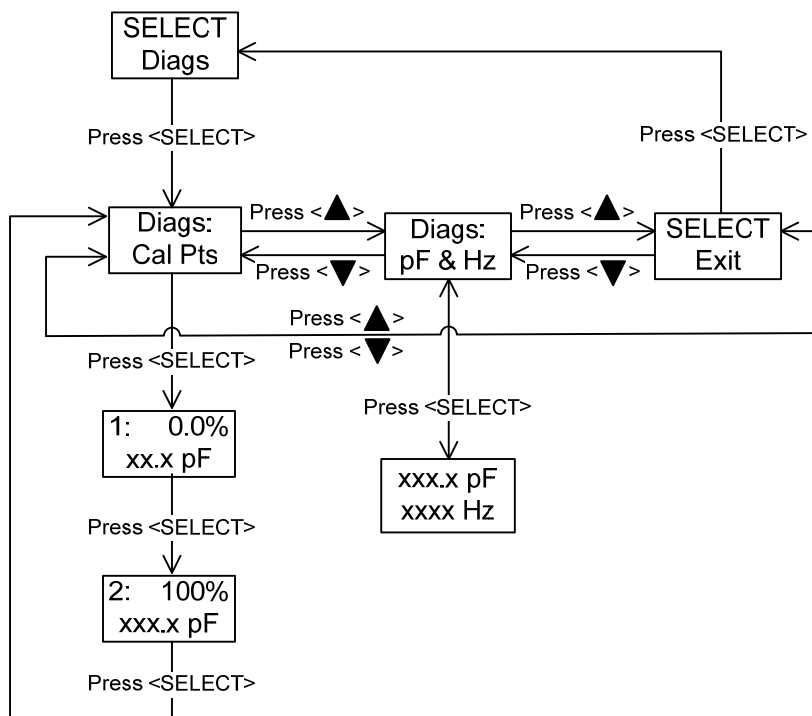 SELECT
Diags
Press <SELECT>
Press <SELECT>
Diags:
Cal Pts
Press <▲>
Press <▼>
Diags:
pF & Hz
Press <▲>
Press <▼>
SELECT
Exit
Press <▲>
Press <▼>
Press <SELECT>
Press <SELECT>
1: 0.0%
xx.x pF
xxx.x pF
xxxx Hz
Press <SELECT>
2: 100%
xxx.x pF
Press <SELECT>